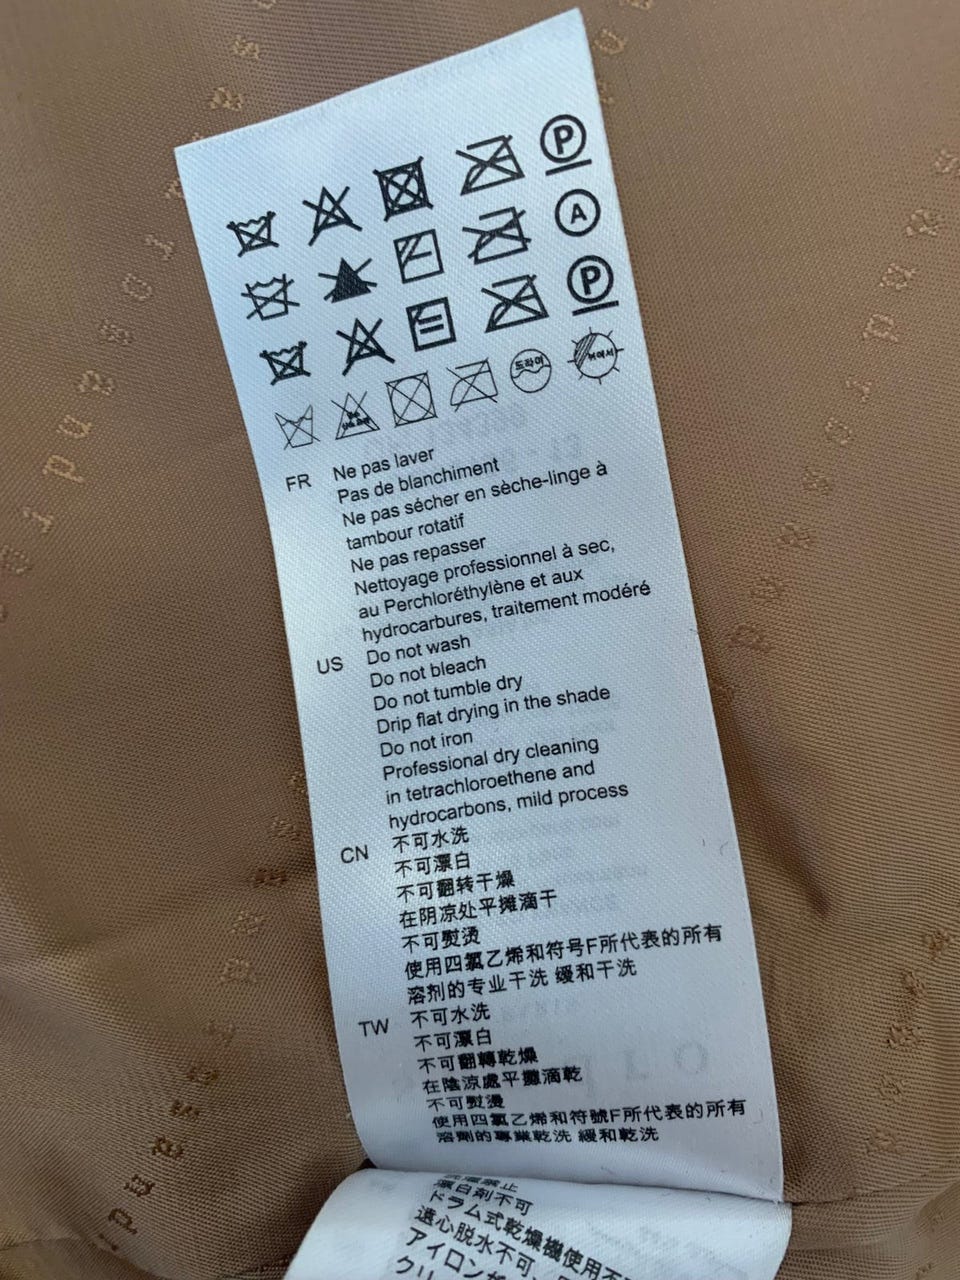 P
A
P
도라이
FR Ne pas laver
Pas de blanchiment
Ne pas sécher en sèche-linge à
tambour rotatif
Ne pas repasser
Nettoyage professionnel à sec,
au Perchloréthylène et aux
hydrocarbures, traitement modéré
US Do not wash
Do not bleach
Do not tumble dry
Drip flat drying in the shade
Do not iron
Professional dry cleaning
in tetrachloroethene and
hydrocarbons, mild process
CN 不可水洗
不可漂白
不可翻转干燥
在阴凉处平摊滴干
不可熨烫
使用四氯乙烯和符号F所代表的所有
溶剂的专业干洗 缓和干洗
TW 不可水洗
不可漂白
不可翻轉乾燥
在陰涼處平攤滴乾
不可熨燙
使用四氯乙烯和符號F所代表的所有
溶劑的專業乾洗 緩和乾洗
漂白剤不可
ドラム式乾燥機使用不
遠心脱水不可、
アイロン
クリー